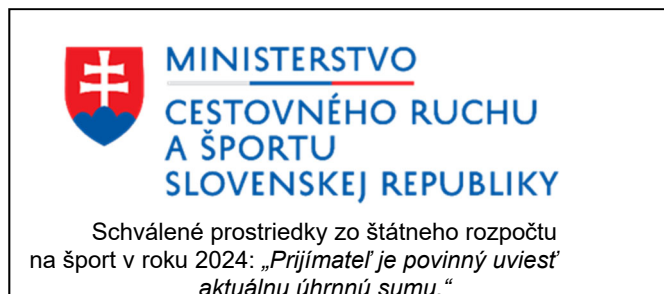 MINISTERSTVO
CESTOVNÉHO RUCHU
A ŠPORTU
SLOVENSKEJ REPUBLIKY
Schválené prostriedky zo štátneho rozpočtu
na šport v roku 2024: „Prijímateľ je povinný uviesť
aktuálnu úhrnnú sumu.“